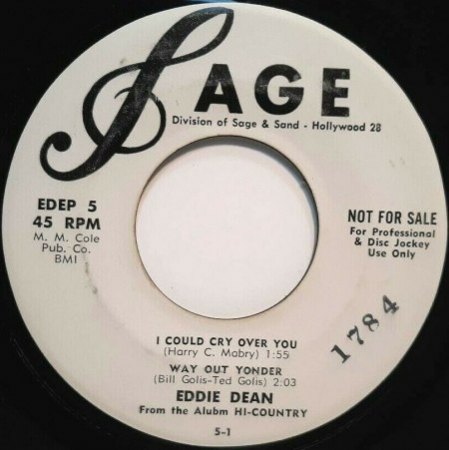 SAGE
Division of Sage & Sand - Hollywood 28
EDEP 5
45 RPM
M. M. Cole
Pub. Co.
BMI
NOT FOR SALE
For Professional
& Disc Jockey
Use Only
1784
I COULD CRY OVER YOU
(Harry C. Mabry) 1:55
WAY OUT YONDER
(Bill Golis-Ted Golis) 2:03
EDDIE DEAN
From the Alubm HI-COUNTRY
5-1